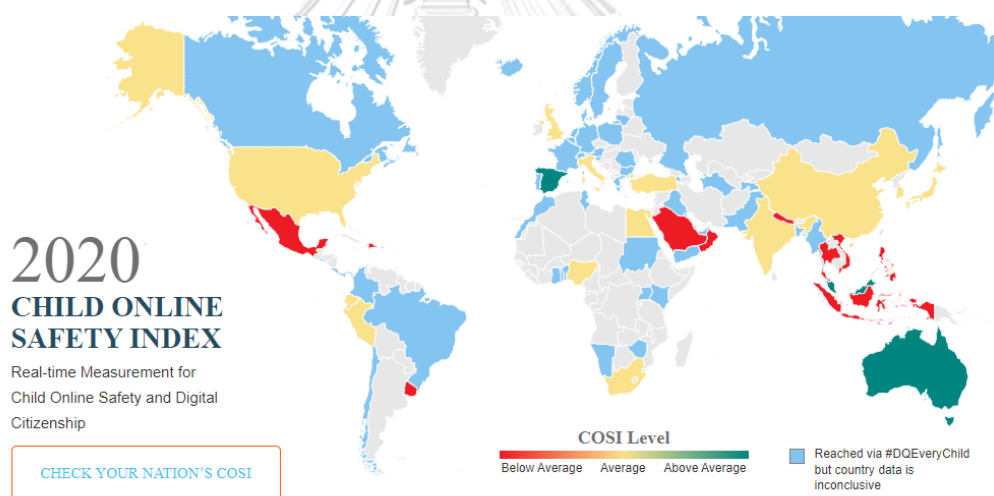 2020
CHILD ONLINE
SAFETY INDEX
Real-time Measurement for
Child Online Safety and Digital
Citizenship
CHECK YOUR NATION'S COSI
COSI Level
Below Average Average Above Average
Reached via #DQEveryChild
but country data is
inconclusive